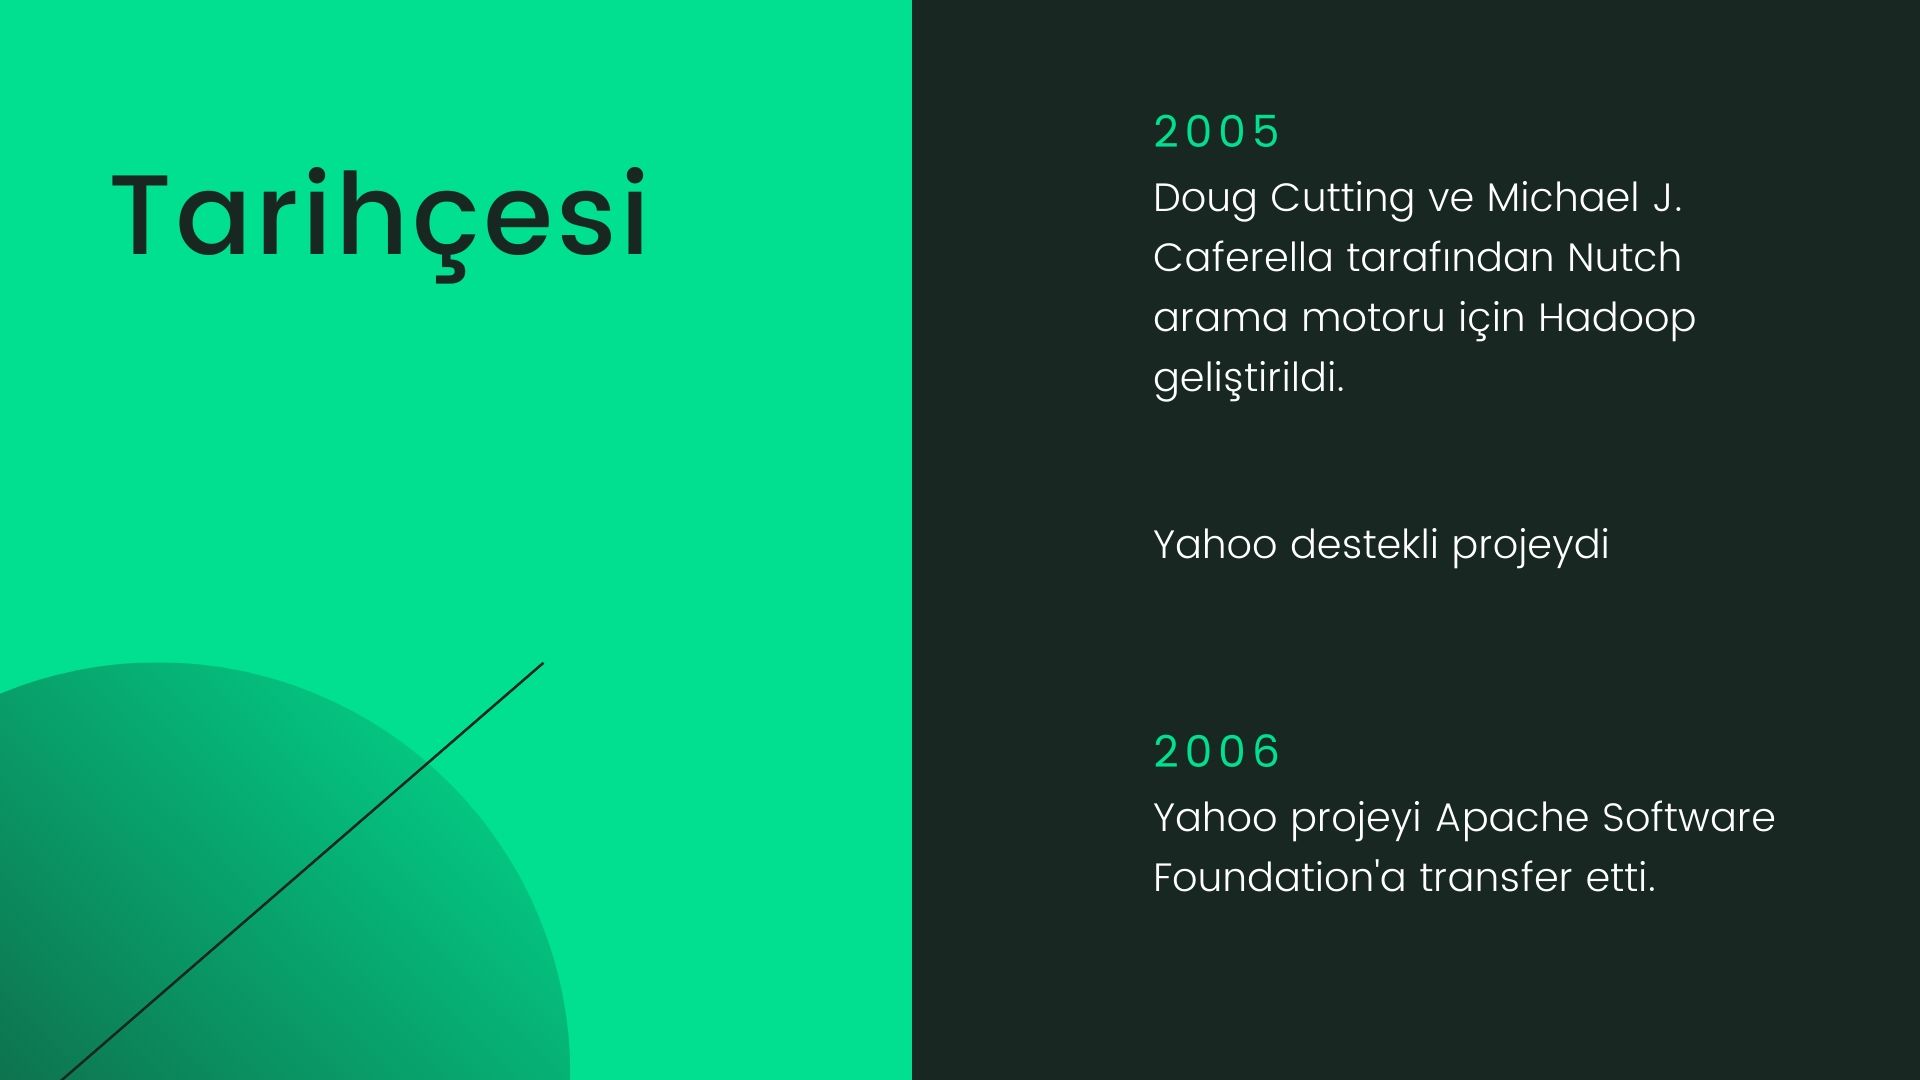 Tarihçesi
2005
Doug Cutting ve Michael J.
Caferella tarafından Nutch
arama motoru için Hadoop
geliştirildi.
Yahoo destekli projeydi
2006
Yahoo projeyi Apache Software
Foundation'a transfer etti.